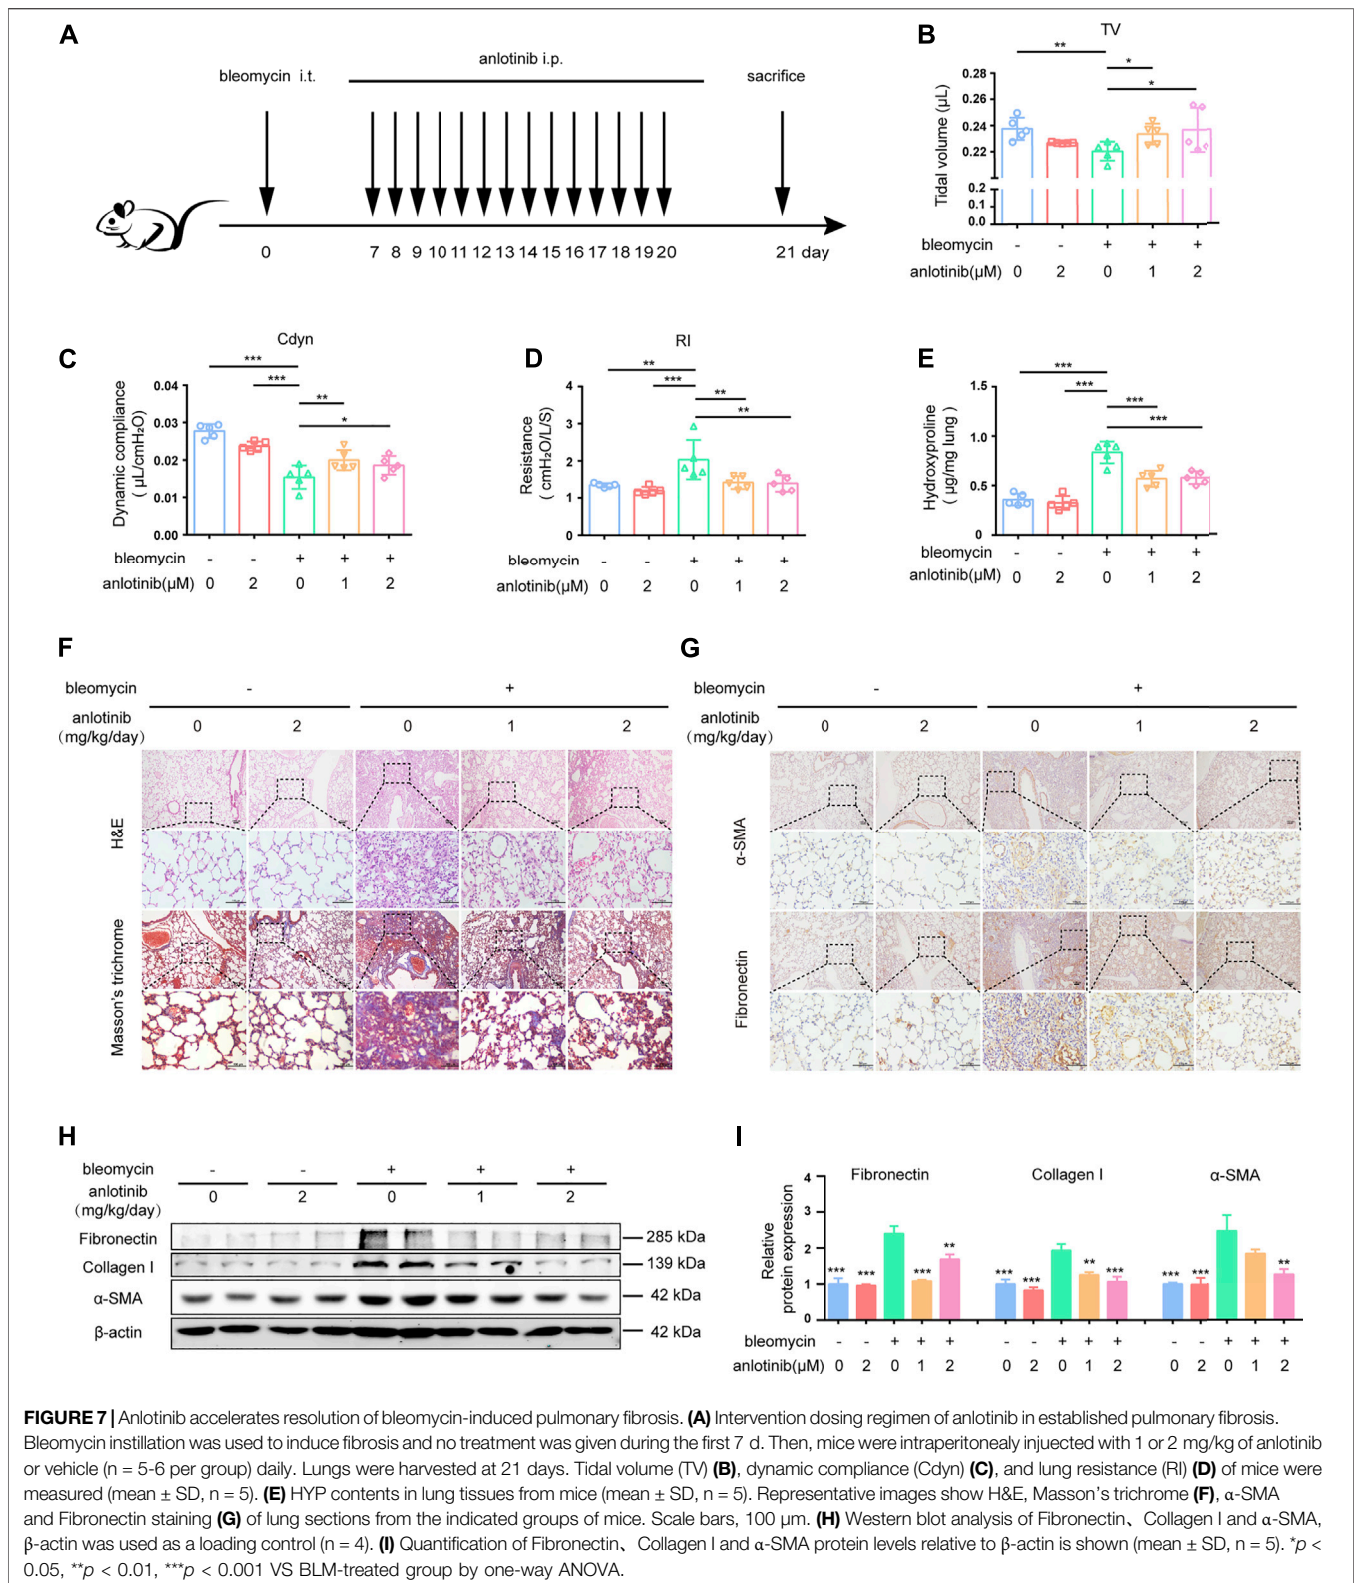 A
bleomycin i.t.
anlotinib i.p.
sacrifice
0
7 8 9 10 11 12 13 14 15 16 17 18 19 20
21 day
B
TV
**
*
*
Tidal volume (µL)
0.28
0.26
0.24
0.22
0.2
0.1
0.0
bleomycin - - + + +
anlotinib(µM) 0 2 0 1 2
C
Cdyn
***
***
**
*
Dynamic compliance
( µL/cmH₂O)
0.04
0.03
0.02
0.01
0.00
bleomycin - - + + +
anlotinib(µM) 0 2 0 1 2
D
RI
**
***
**
**
Resistance
( cmH₂O/L/S)
4
3
2
1
0
bleomycin - - + + +
anlotinib(µM) 0 2 0 1 2
E
***
***
***
***
Hydroxyproline
( µg/mg lung )
1.5
1.0
0.5
0
bleomycin - - + + +
anlotinib(µM) 0 2 0 1 2
F
bleomycin - +
anlotinib 0 2 0 1 2
(mg/kg/day)
H&E
Masson's trichrome
G
bleomycin - +
anlotinib 0 2 0 1 2
(mg/kg/day)
α-SMA
Fibronectin
H
bleomycin - - + + +
anlotinib 0 2 0 1 2
(mg/kg/day)
Fibronectin 285 kDa
Collagen I 139 kDa
α-SMA 42 kDa
β-actin 42 kDa
I
Fibronectin Collagen I α-SMA
Relative
protein expression
4
3
2
1
0
*** *** *** **
*** *** ** ***
*** *** **
bleomycin - - + + + - - + + + - - + + +
anlotinib(µM) 0 2 0 1 2 0 2 0 1 2 0 2 0 1 2
FIGURE 7 | Anlotinib accelerates resolution of bleomycin-induced pulmonary fibrosis. (A) Intervention dosing regimen of anlotinib in established pulmonary fibrosis.
Bleomycin instillation was used to induce fibrosis and no treatment was given during the first 7 d. Then, mice were intraperitonealy injuected with 1 or 2 mg/kg of anlotinib
or vehicle (n = 5-6 per group) daily. Lungs were harvested at 21 days. Tidal volume (TV) (B), dynamic compliance (Cdyn) (C), and lung resistance (RI) (D) of mice were
measured (mean ± SD, n = 5). (E) HYP contents in lung tissues from mice (mean ± SD, n = 5). Representative images show H&E, Masson's trichrome (F), α-SMA
and Fibronectin staining (G) of lung sections from the indicated groups of mice. Scale bars, 100 µm. (H) Western blot analysis of Fibronectin、Collagen I and α-SMA,
β-actin was used as a loading control (n = 4). (I) Quantification of Fibronectin、Collagen I and α-SMA protein levels relative to β-actin is shown (mean ± SD, n = 5). *p <
0.05, **p < 0.01, ***p < 0.001 VS BLM-treated group by one-way ANOVA.